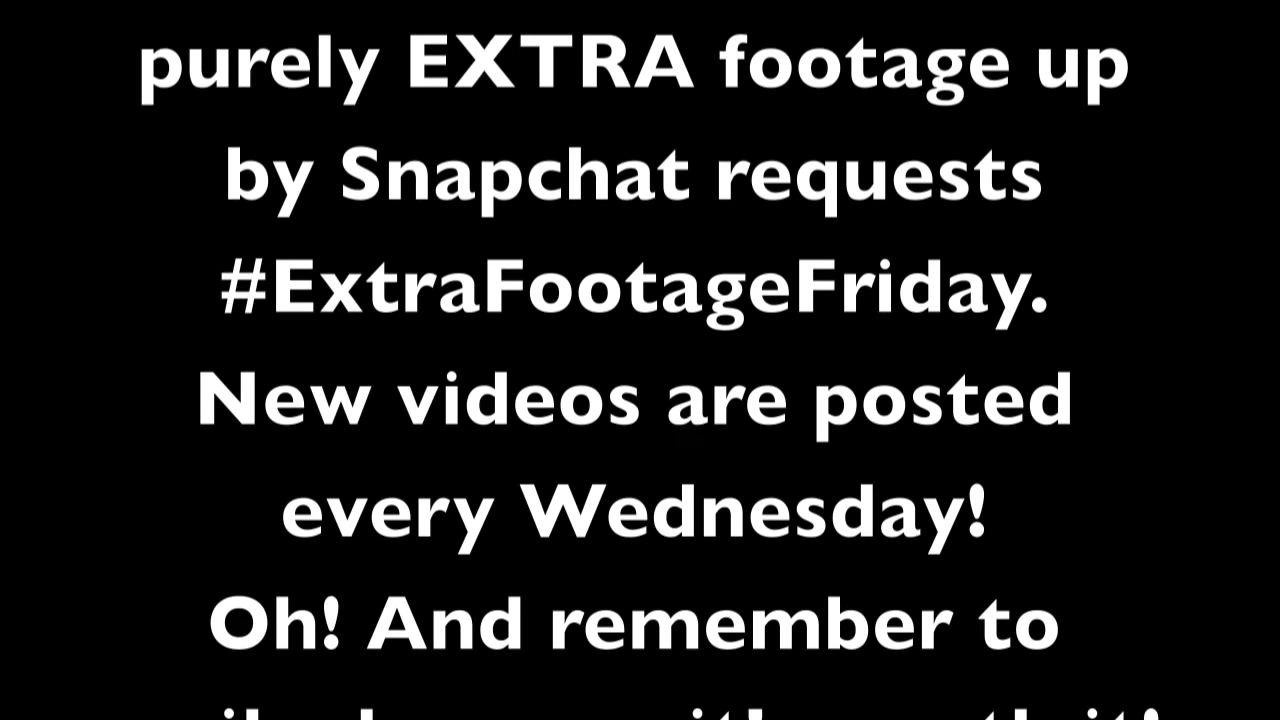 purely EXTRA footage up
by Snapchat requests
#ExtraFootageFriday.
New videos are posted
every Wednesday!
Oh! And remember to